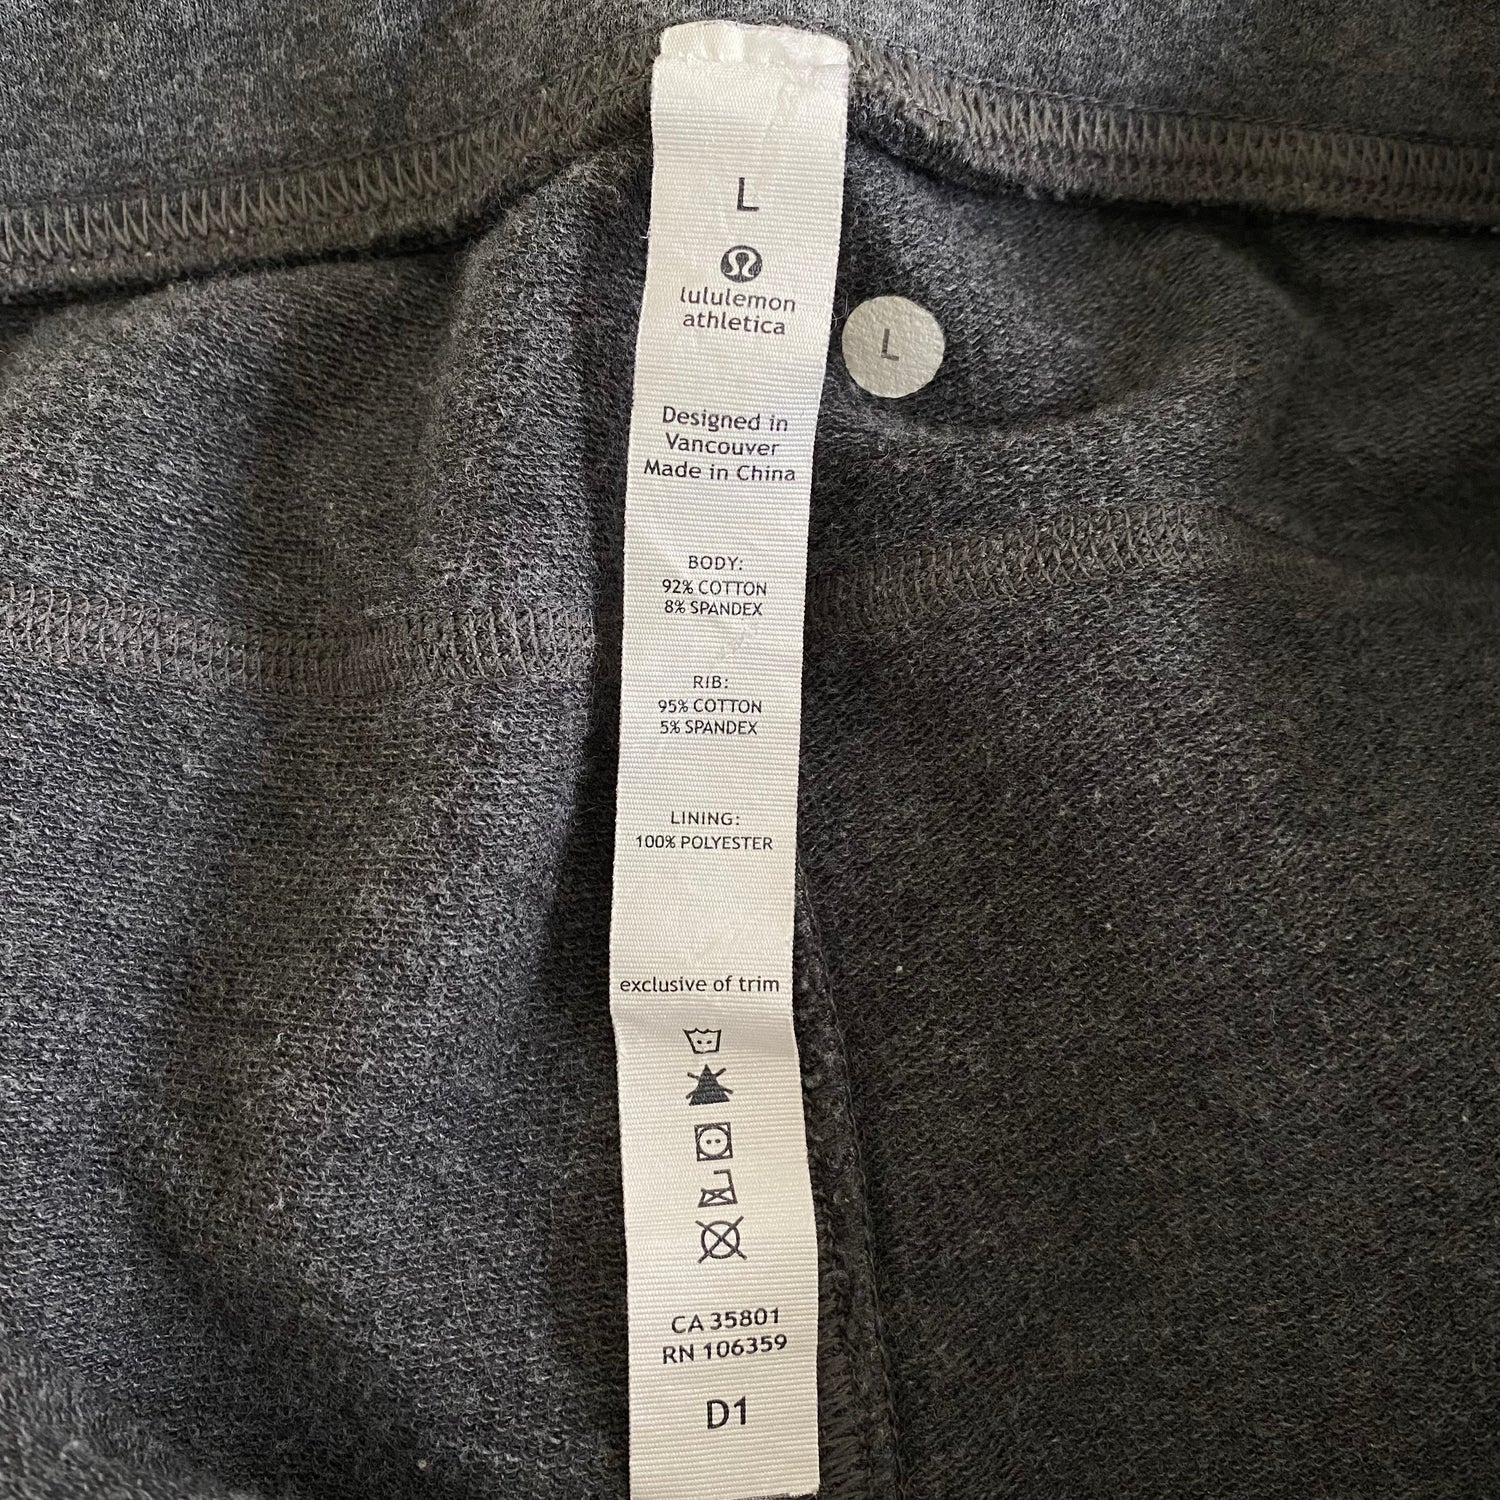 L
lululemon
athletica
L
Designed in
Vancouver
Made in China
BODY:
92% COTTON
8% SPANDEX
RIB:
95% COTTON
5% SPANDEX
LINING:
100% POLYESTER
exclusive of trim
CA 35801
RN 106359
D1